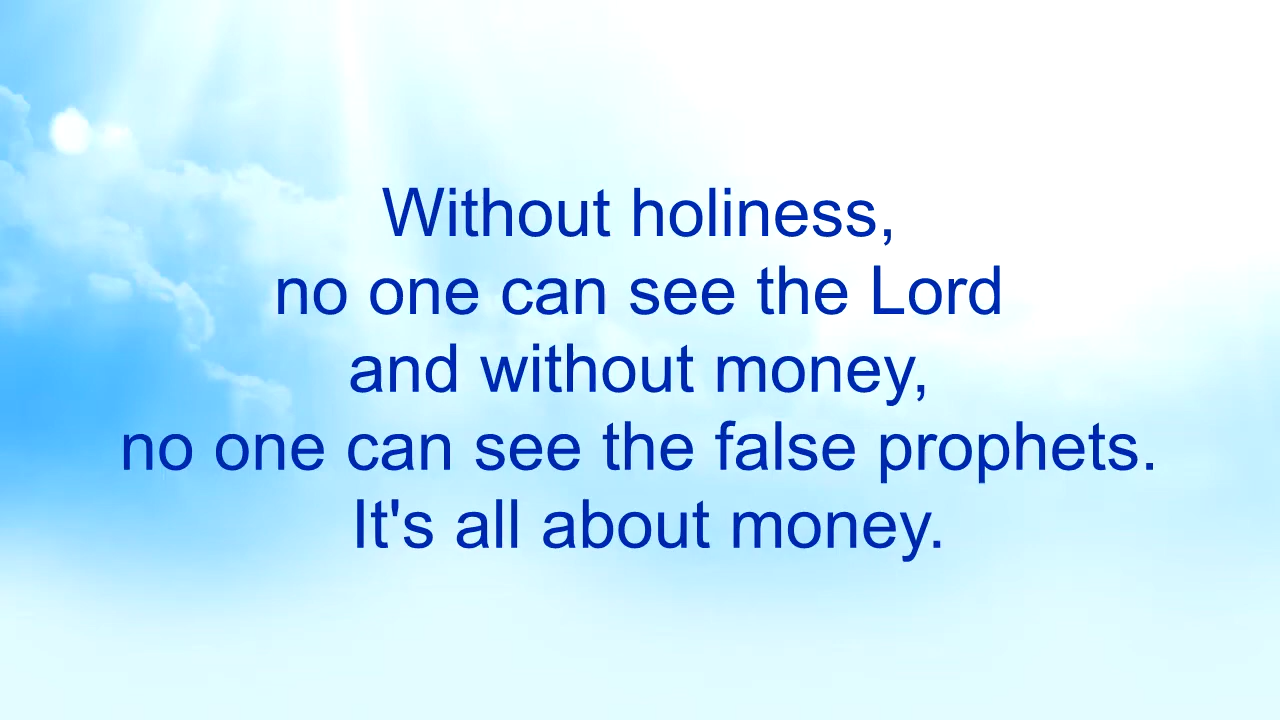 Without holiness,
no one can see the Lord
and without money,
no one can see the false prophets.
It's all about money.